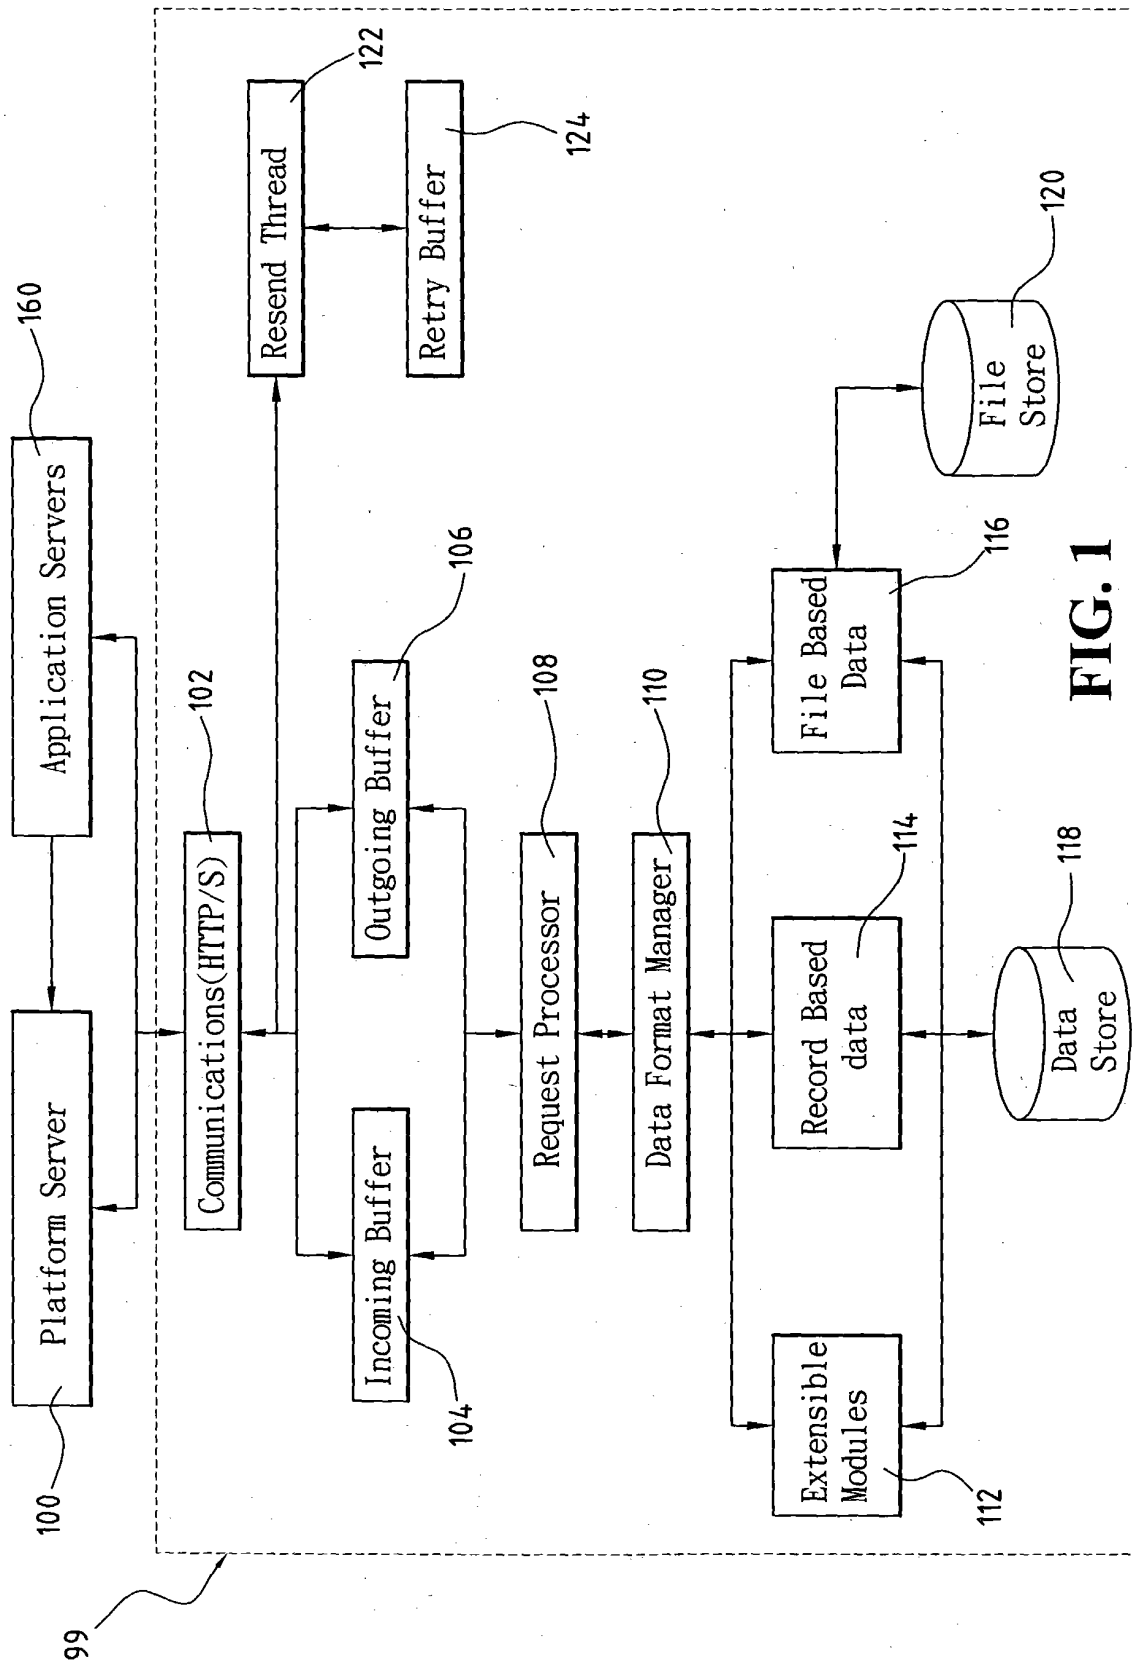 99
100
Platform Server
Application Servers
160
Communications(HTTP/S)
102
Resend Thread
122
Incoming Buffer
104
Outgoing Buffer
106
Retry Buffer
124
Request Processor
108
Data Format Manager
110
Extensible
Modules
112
Record Based
data
114
File Based
Data
116
File
Store
120
Data
Store
118
FIG. 1